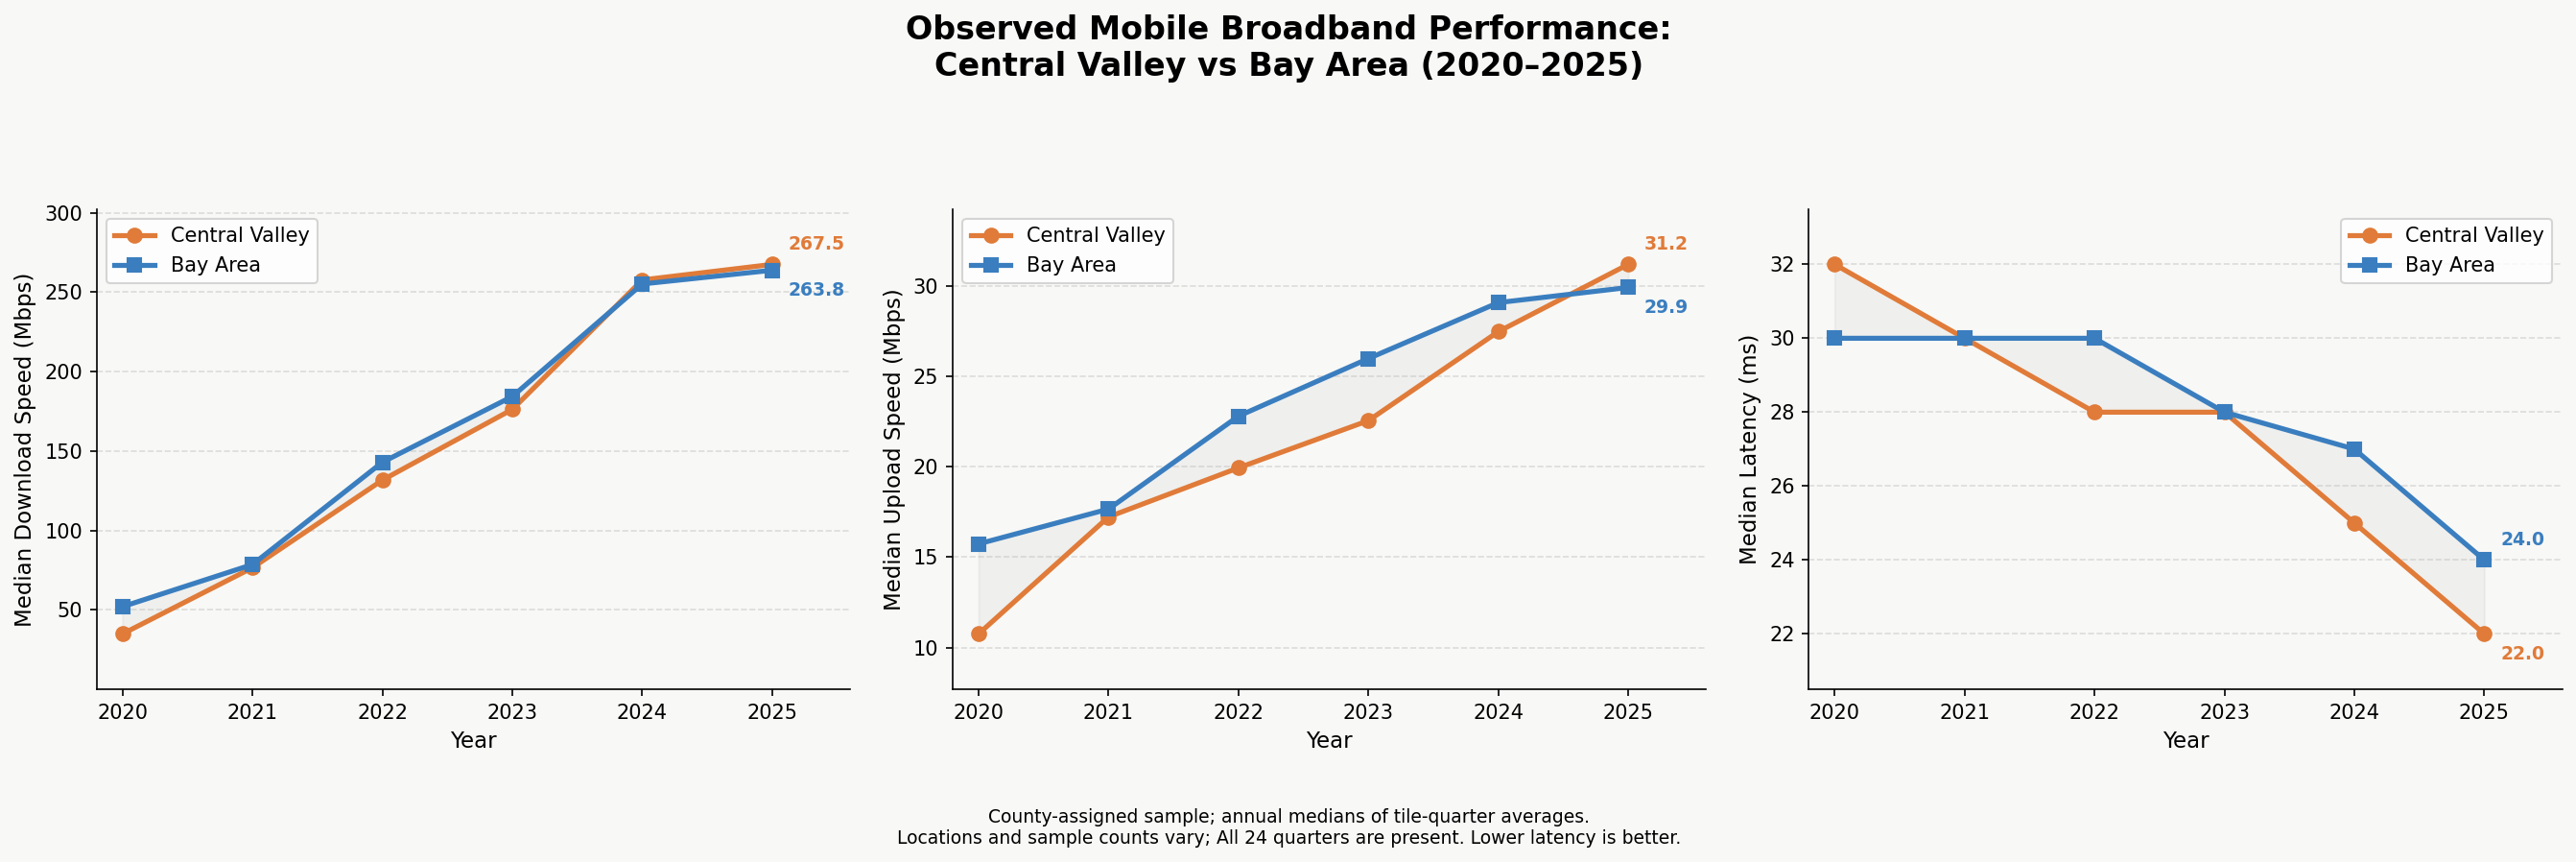 Observed Mobile Broadband Performance:
Central Valley vs Bay Area (2020–2025)
Median Download Speed (Mbps)
300
250
200
150
100
50
Central Valley
Bay Area
267.5
263.8
2020 2021 2022 2023 2024 2025
Year
Median Upload Speed (Mbps)
30
25
20
15
10
Central Valley
Bay Area
31.2
29.9
2020 2021 2022 2023 2024 2025
Year
Median Latency (ms)
32
30
28
26
24
22
Central Valley
Bay Area
24.0
22.0
2020 2021 2022 2023 2024 2025
Year
County-assigned sample; annual medians of tile-quarter averages.
Locations and sample counts vary; All 24 quarters are present. Lower latency is better.